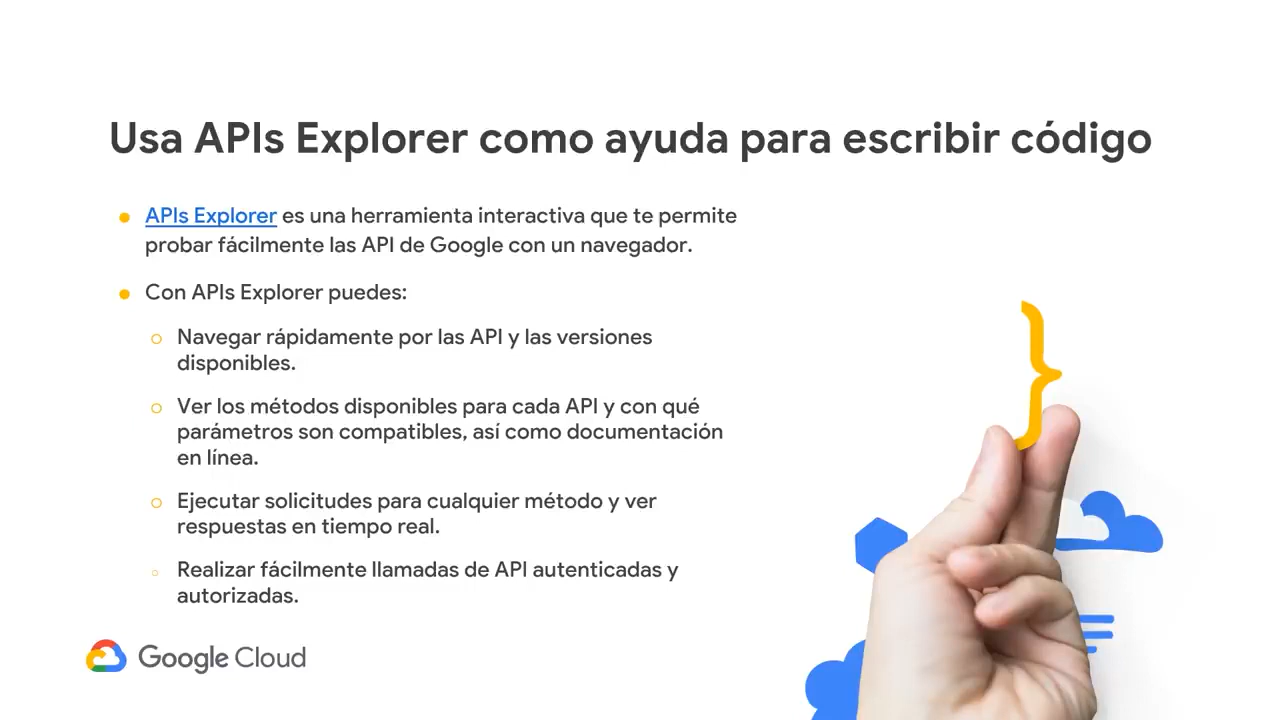 Usa APIs Explorer como ayuda para escribir código
APIs Explorer es una herramienta interactiva que te permite
probar fácilmente las API de Google con un navegador.
Con APIs Explorer puedes:
Navegar rápidamente por las API y las versiones
disponibles.
Ver los métodos disponibles para cada API y con qué
parámetros son compatibles, así como documentación
en línea.
Ejecutar solicitudes para cualquier método y ver
respuestas en tiempo real.
Realizar fácilmente llamadas de API autenticadas y
autorizadas.
Google Cloud